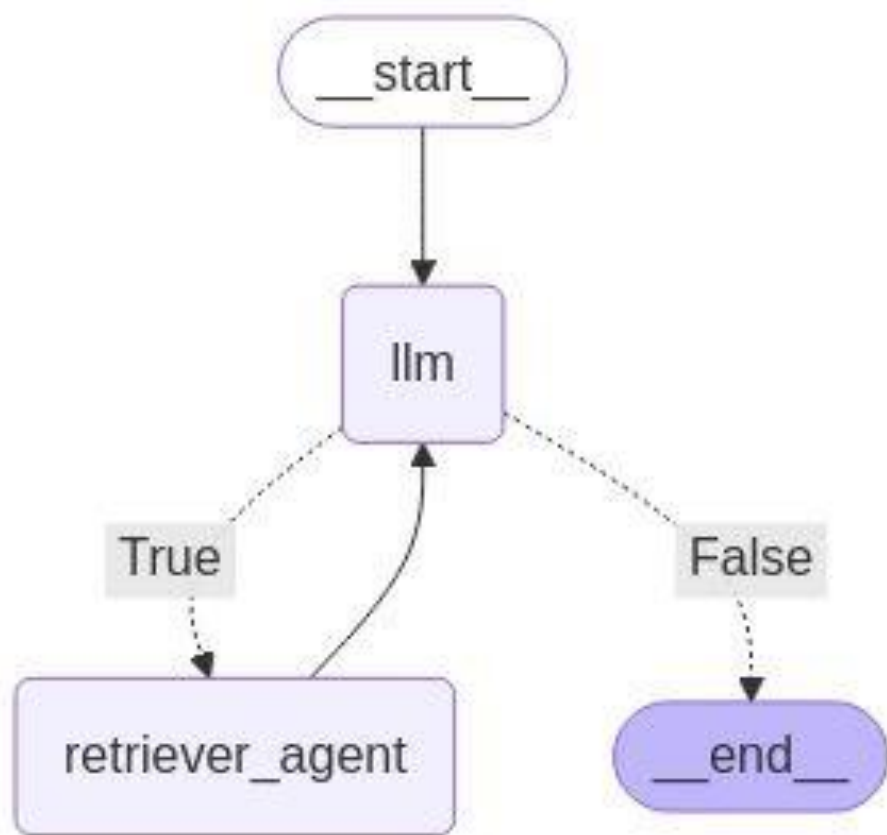 __start__
llm
True
False
retriever_agent
__end__